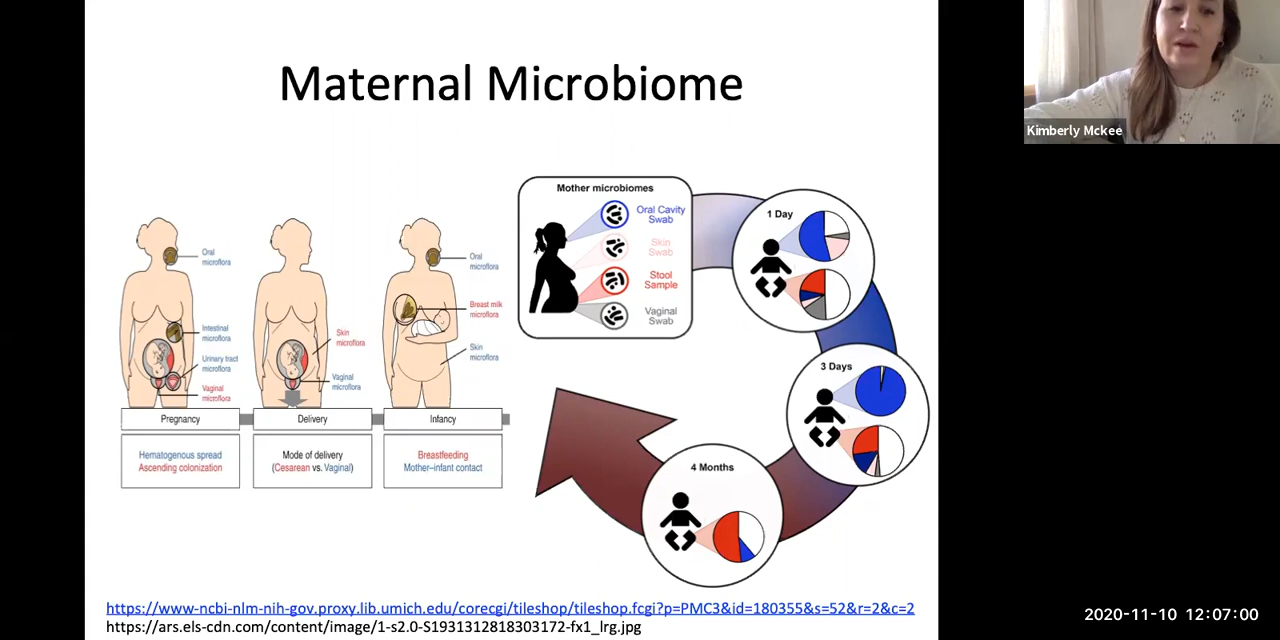 Maternal Microbiome
Oral
microflora
Intestinal
microflora
Urinary tract
microflora
Vaginal
microflora
Skin
microflora
Vaginal
microflora
Oral
microflora
Breast milk
microflora
Skin
microflora
Pregnancy
Delivery
Infancy
Hematogenous spread
Ascending colonization
Mode of delivery
(Cesarean vs. Vaginal)
Breastfeeding
Mother–infant contact
Mother microbiomes
Oral Cavity
Swab
Skin
Swab
Stool
Sample
Vaginal
Swab
1 Day
3 Days
4 Months
https://www-ncbi-nlm-nih-gov.proxy.lib.umich.edu/corecgi/tileshop/tileshop.fcgi?p=PMC3&id=180355&s=52&r=2&c=2
https://ars.els-cdn.com/content/image/1-s2.0-S1931312818303172-fx1_lrg.jpg
Kimberly Mckee
2020-11-10 12:07:00